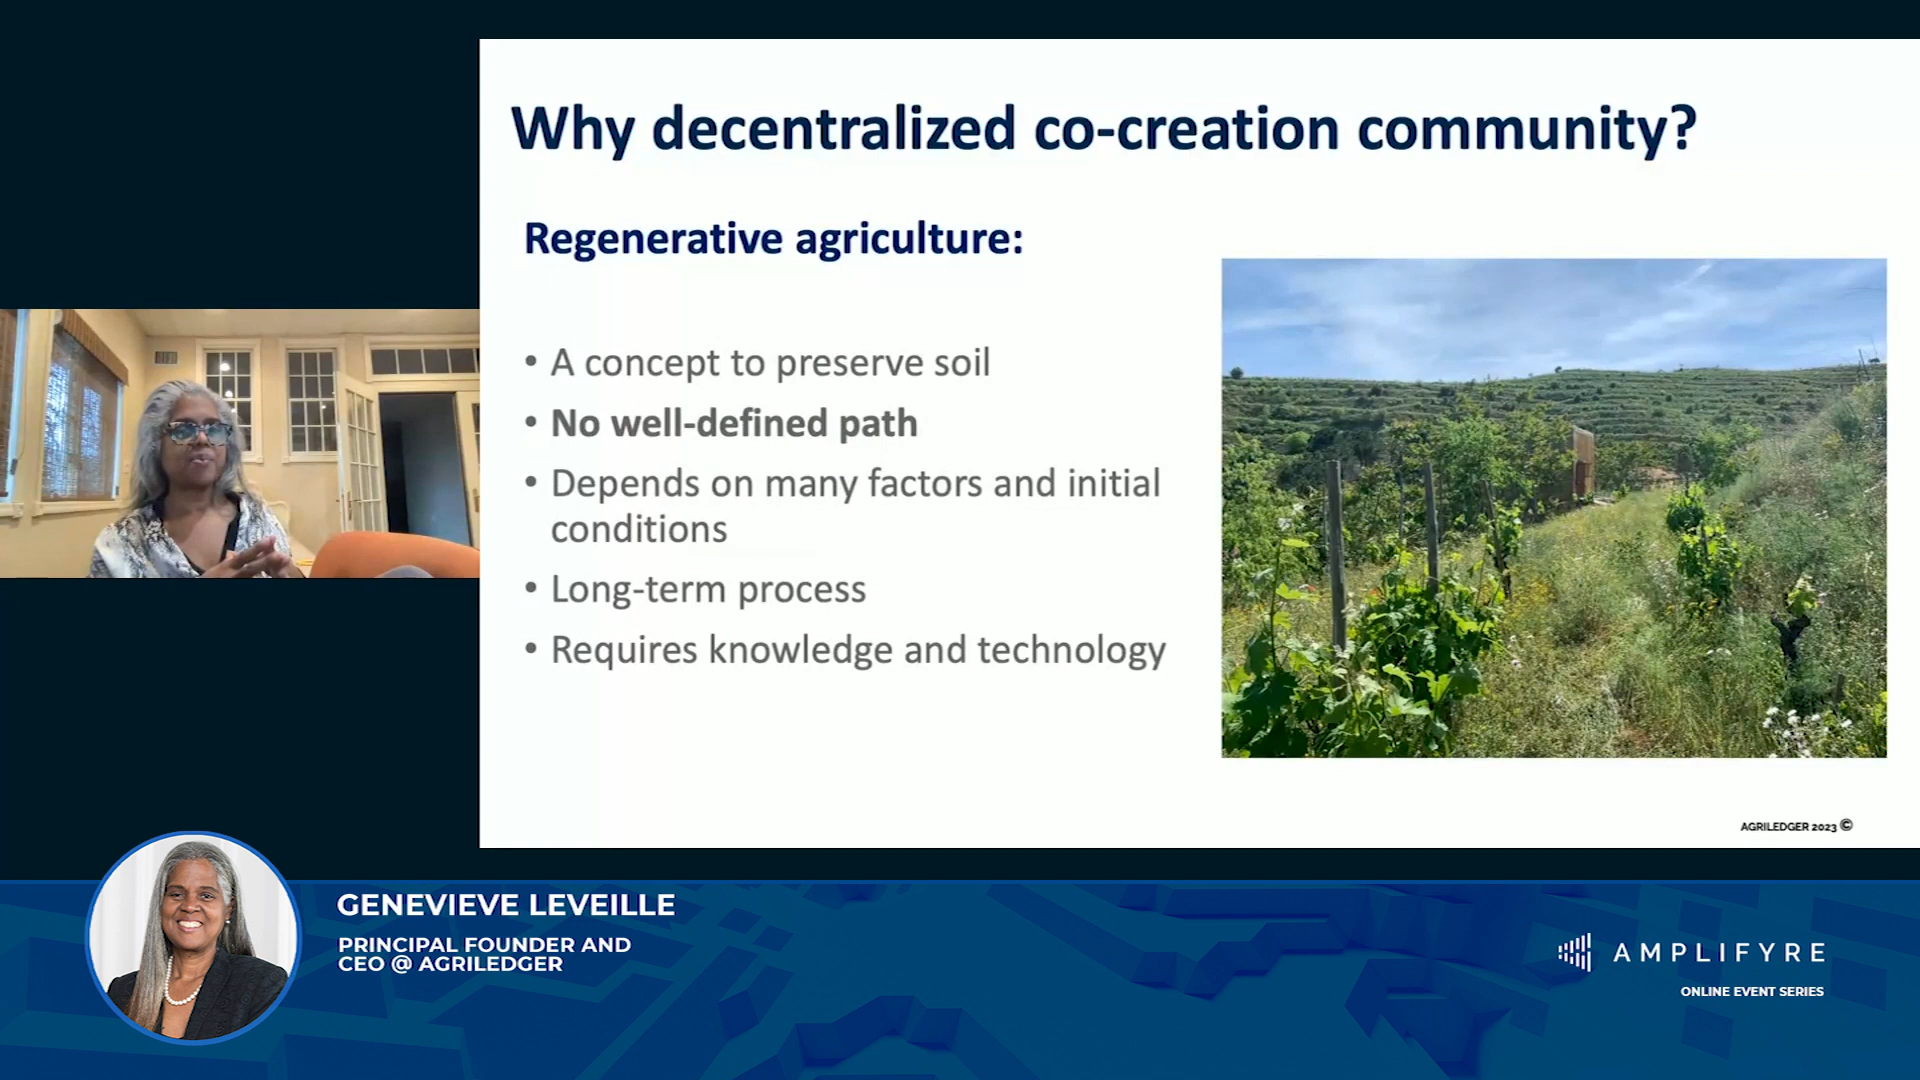 Why decentralized co-creation community?
Regenerative agriculture:
• A concept to preserve soil
• No well-defined path
• Depends on many factors and initial
conditions
• Long-term process
• Requires knowledge and technology
AGRILEDGER 2023 ©
GENEVIEVE LEVEILLE
PRINCIPAL FOUNDER AND
CEO @ AGRILEDGER
AMPLIFYRE
ONLINE EVENT SERIES